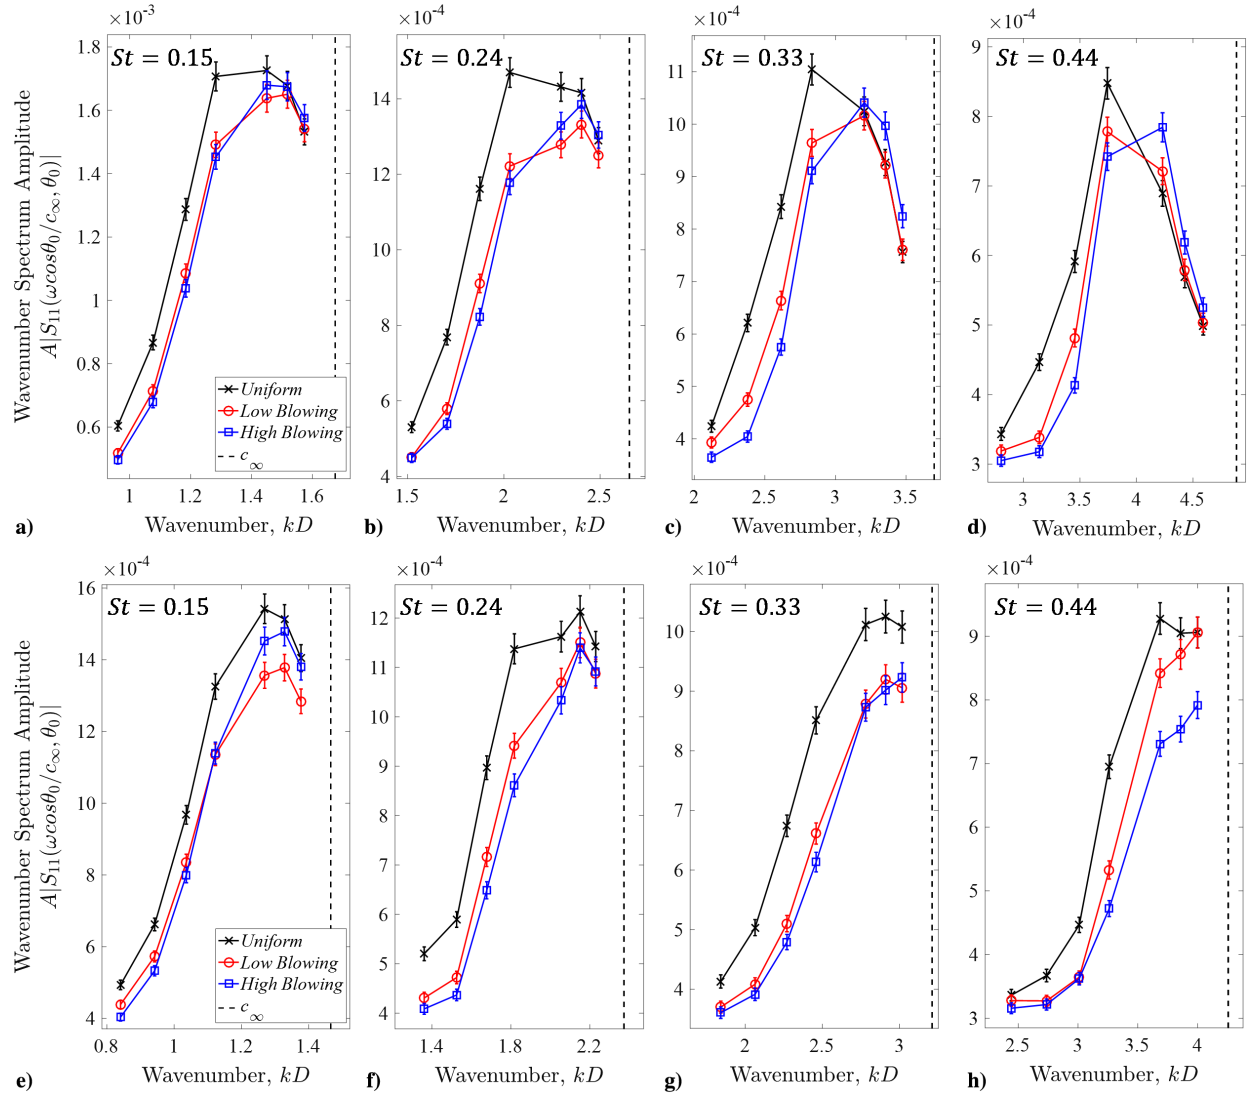 ×10⁻³
St = 0.15
1.8
1.6
1.4
1.2
1
0.8
0.6
1
1.2
1.4
1.6
Wavenumber Spectrum Amplitude
A|S₁₁(ωcosθ₀/c∞, θ₀)|
Uniform
Low Blowing
High Blowing
c∞
a)
Wavenumber, kD
×10⁻⁴
St = 0.24
14
12
10
8
6
4
1.5
2
2.5
b)
Wavenumber, kD
×10⁻⁴
St = 0.33
11
10
9
8
7
6
5
4
2
2.5
3
3.5
c)
Wavenumber, kD
×10⁻⁴
St = 0.44
9
8
7
6
5
4
3
3
3.5
4
4.5
d)
Wavenumber, kD
×10⁻⁴
St = 0.15
16
14
12
10
8
6
4
0.8
1
1.2
1.4
Wavenumber Spectrum Amplitude
A|S₁₁(ωcosθ₀/c∞, θ₀)|
Uniform
Low Blowing
High Blowing
c∞
e)
Wavenumber, kD
×10⁻⁴
St = 0.24
12
11
10
9
8
7
6
5
4
1.4
1.8
2.2
f)
Wavenumber, kD
×10⁻⁴
St = 0.33
10
9
8
7
6
5
4
2
2.5
3
g)
Wavenumber, kD
×10⁻⁴
St = 0.44
9
8
7
6
5
4
3
2.5
3
3.5
4
h)
Wavenumber, kD